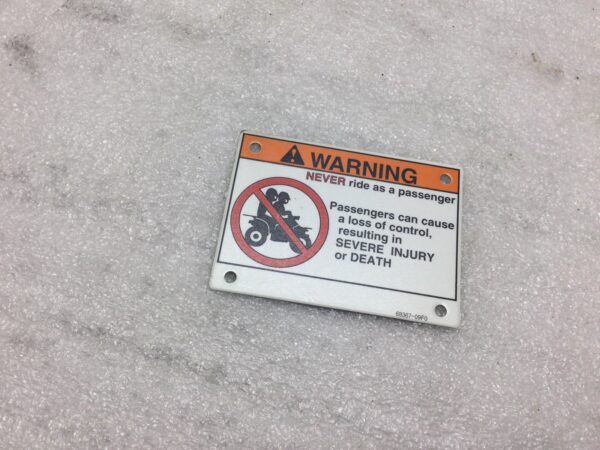 WARNING
NEVER ride as a passenger
Passengers can cause
a loss of control,
resulting in
SEVERE INJURY
or DEATH
68367-09F0